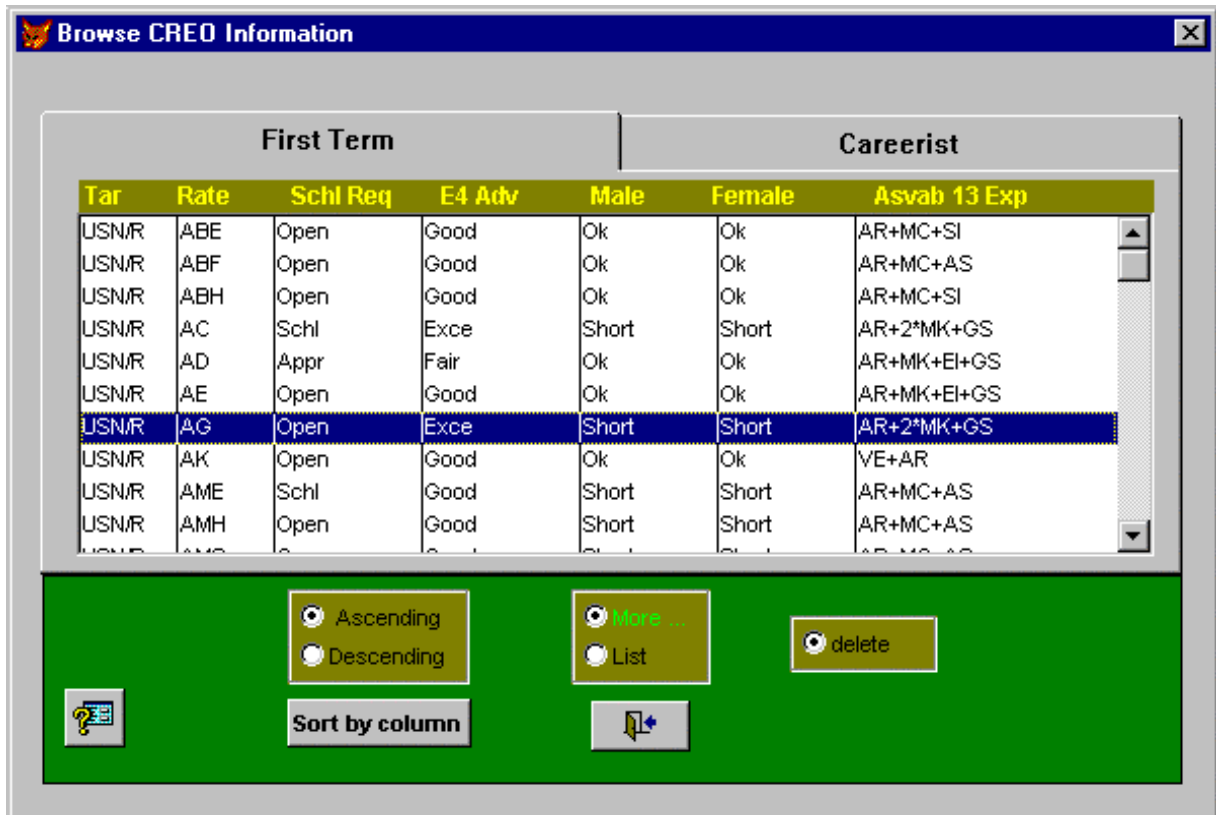 Browse CREO Information
First Term Careerist
Tar Rate Schl Req E4 Adv Male Female Asvab 13 Exp
USN/R ABE Open Good Ok Ok AR+MC+SI
USN/R ABF Open Good Ok Ok AR+MC+AS
USN/R ABH Open Good Ok Ok AR+MC+SI
USN/R AC Schl Exce Short Short AR+2*MK+GS
USN/R AD Appr Fair Ok Ok AR+MK+EI+GS
USN/R AE Open Good Ok Ok AR+MK+EI+GS
USN/R AG Open Exce Short Short AR+2*MK+GS
USN/R AK Open Good Ok Ok VE+AR
USN/R AME Schl Good Short Short AR+MC+AS
USN/R AMH Open Good Short Short AR+MC+AS
Ascending More ...
delete
Descending List
Sort by column